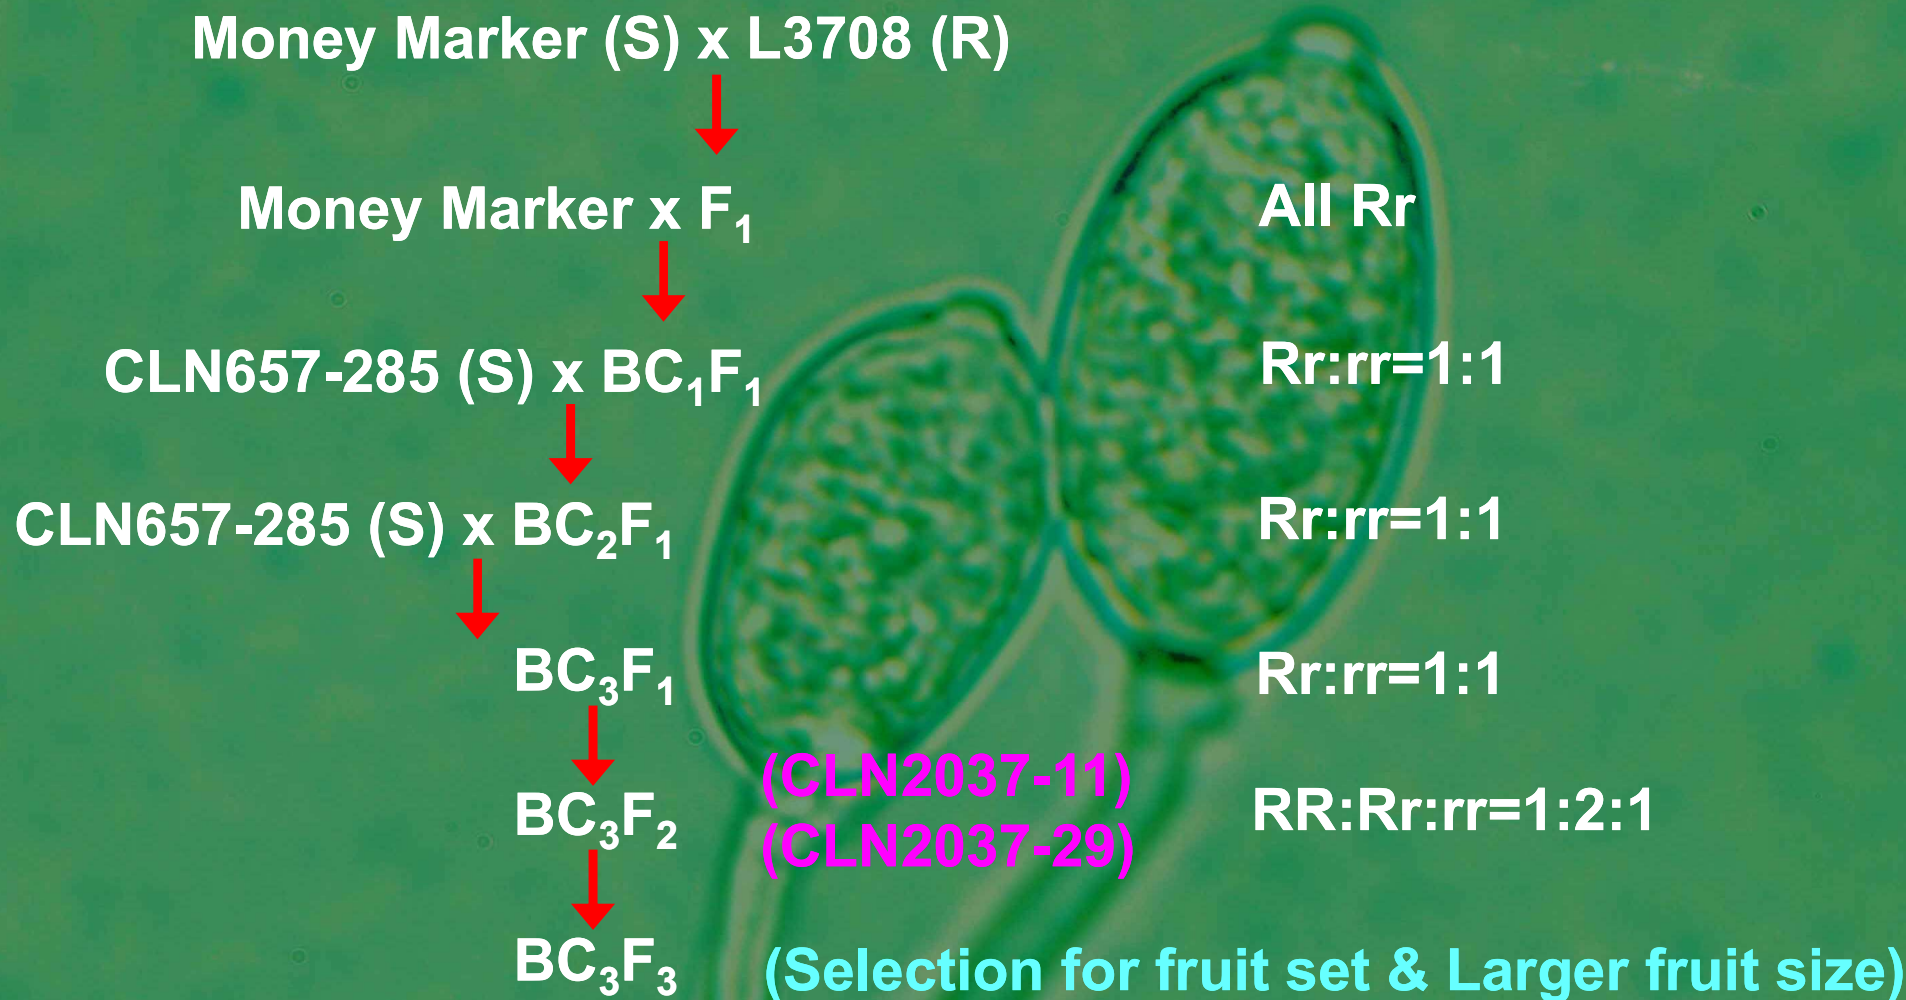 Money Marker (S) x L3708 (R)
Money Marker x F₁ All Rr
CLN657-285 (S) x BC₁F₁ Rr:rr=1:1
CLN657-285 (S) x BC₂F₁ Rr:rr=1:1
BC₃F₁ Rr:rr=1:1
(CLN2037-11)
BC₃F₂ RR:Rr:rr=1:2:1
(CLN2037-29)
BC₃F₃ (Selection for fruit set & Larger fruit size)